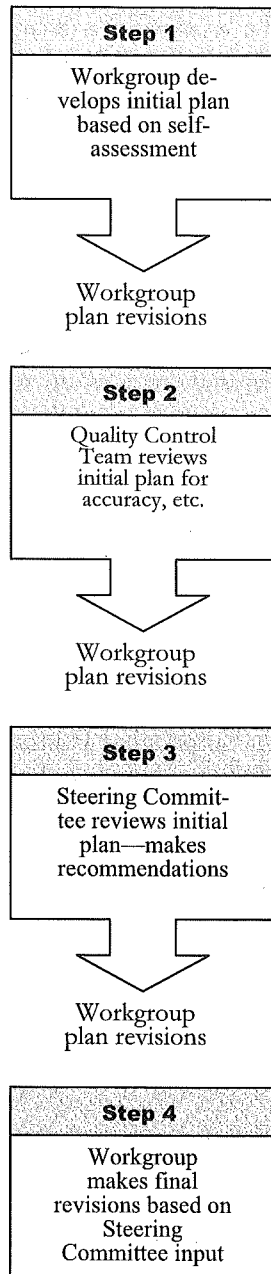 Step 1
Workgroup de-
velops initial plan
based on self-
assessment
Workgroup
plan revisions
Step 2
Quality Control
Team reviews
initial plan for
accuracy, etc.
Workgroup
plan revisions
Step 3
Steering Commit-
tee reviews initial
plan—makes
recommendations
Workgroup
plan revisions
Step 4
Workgroup
makes final
revisions based on
Steering
Committee input